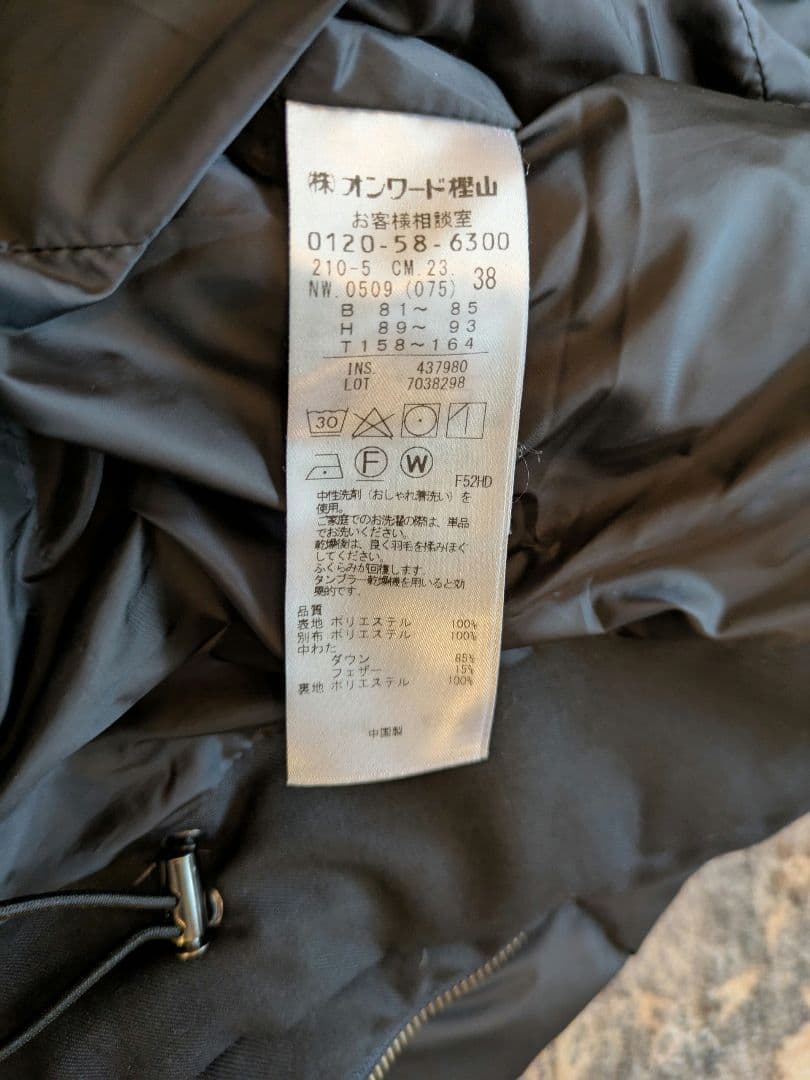 ㈱オンワード樫山
お客様相談室
0120-58-6300
210-5 CM.23. 38
NW.0509 (075)
B 81～ 85
H 89～ 93
T158～164
INS. 437980
LOT 7038298
30
F W F52HD
中性洗剤（おしゃれ着洗い）を
使用。
ご家庭でのお洗濯の際は、単品
でお洗いください。
乾燥後は、良く羽毛を揉みほぐ
してください。
ふくらみが回復します。
タンブラー乾燥機を用いると効
果的です。
品質
表地 ポリエステル 100%
別布 ポリエステル 100%
中わた
ダウン 85%
フェザー 15%
裏地 ポリエステル 100%
中国製